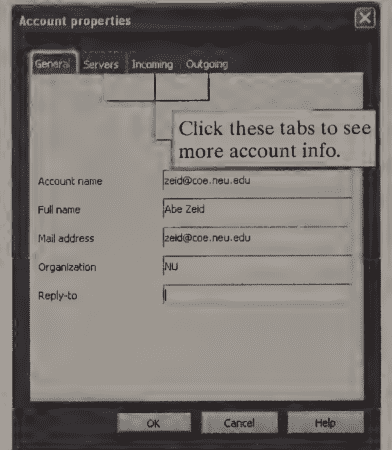 Account properties
General Servers Incoming Outgoing
Click these tabs to see
more account info.
Account name zeid@coe.neu.edu
Full name Abe Zeid
Mail address zeid@coe.neu.edu
Organization NU
Reply-to
OK Cancel Help